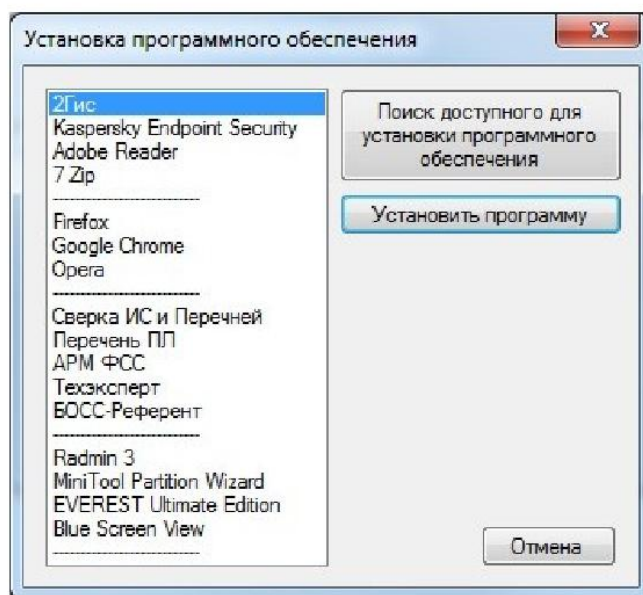 Установка программного обеспечения
2Гис
Kaspersky Endpoint Security
Adobe Reader
7 Zip
Firefox
Google Chrome
Opera
Сверка ИС и Перечней
Перечень ПЛ
АРМ ФСС
Техэксперт
БОСС-Референт
Radmin 3
MiniTool Partition Wizard
EVEREST Ultimate Edition
Blue Screen View
Поиск доступного для
установки программного
обеспечения
Установить программу
Отмена